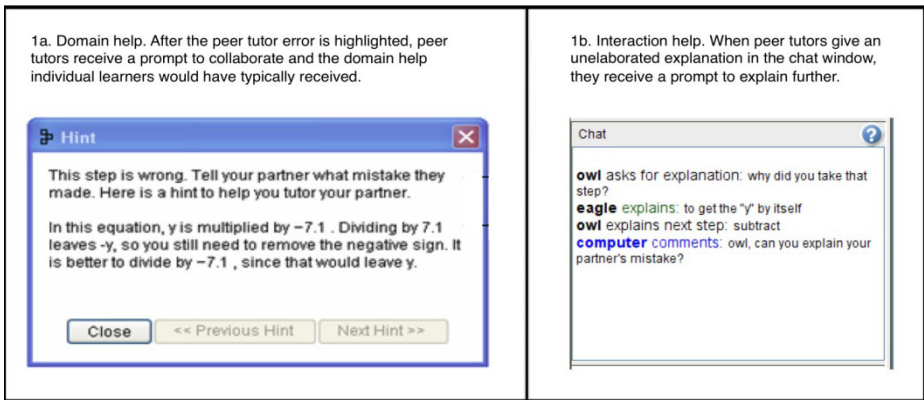 1a. Domain help. After the peer tutor error is highlighted, peer
tutors receive a prompt to collaborate and the domain help
individual learners would have typically received.
Hint
This step is wrong. Tell your partner what mistake they
made. Here is a hint to help you tutor your partner.
In this equation, y is multiplied by −7.1 . Dividing by 7.1
leaves -y, so you still need to remove the negative sign. It
is better to divide by −7.1 , since that would leave y.
Close
<< Previous Hint
Next Hint >>
1b. Interaction help. When peer tutors give an
unelaborated explanation in the chat window,
they receive a prompt to explain further.
Chat
?
owl asks for explanation: why did you take that
step?
eagle explains: to get the "y" by itself
owl explains next step: subtract
computer comments: owl, can you explain your
partner's mistake?